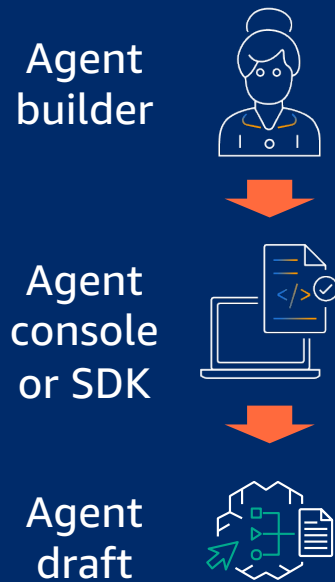 Agent
builder
Agent
console
or SDK
</>
Agent
draft